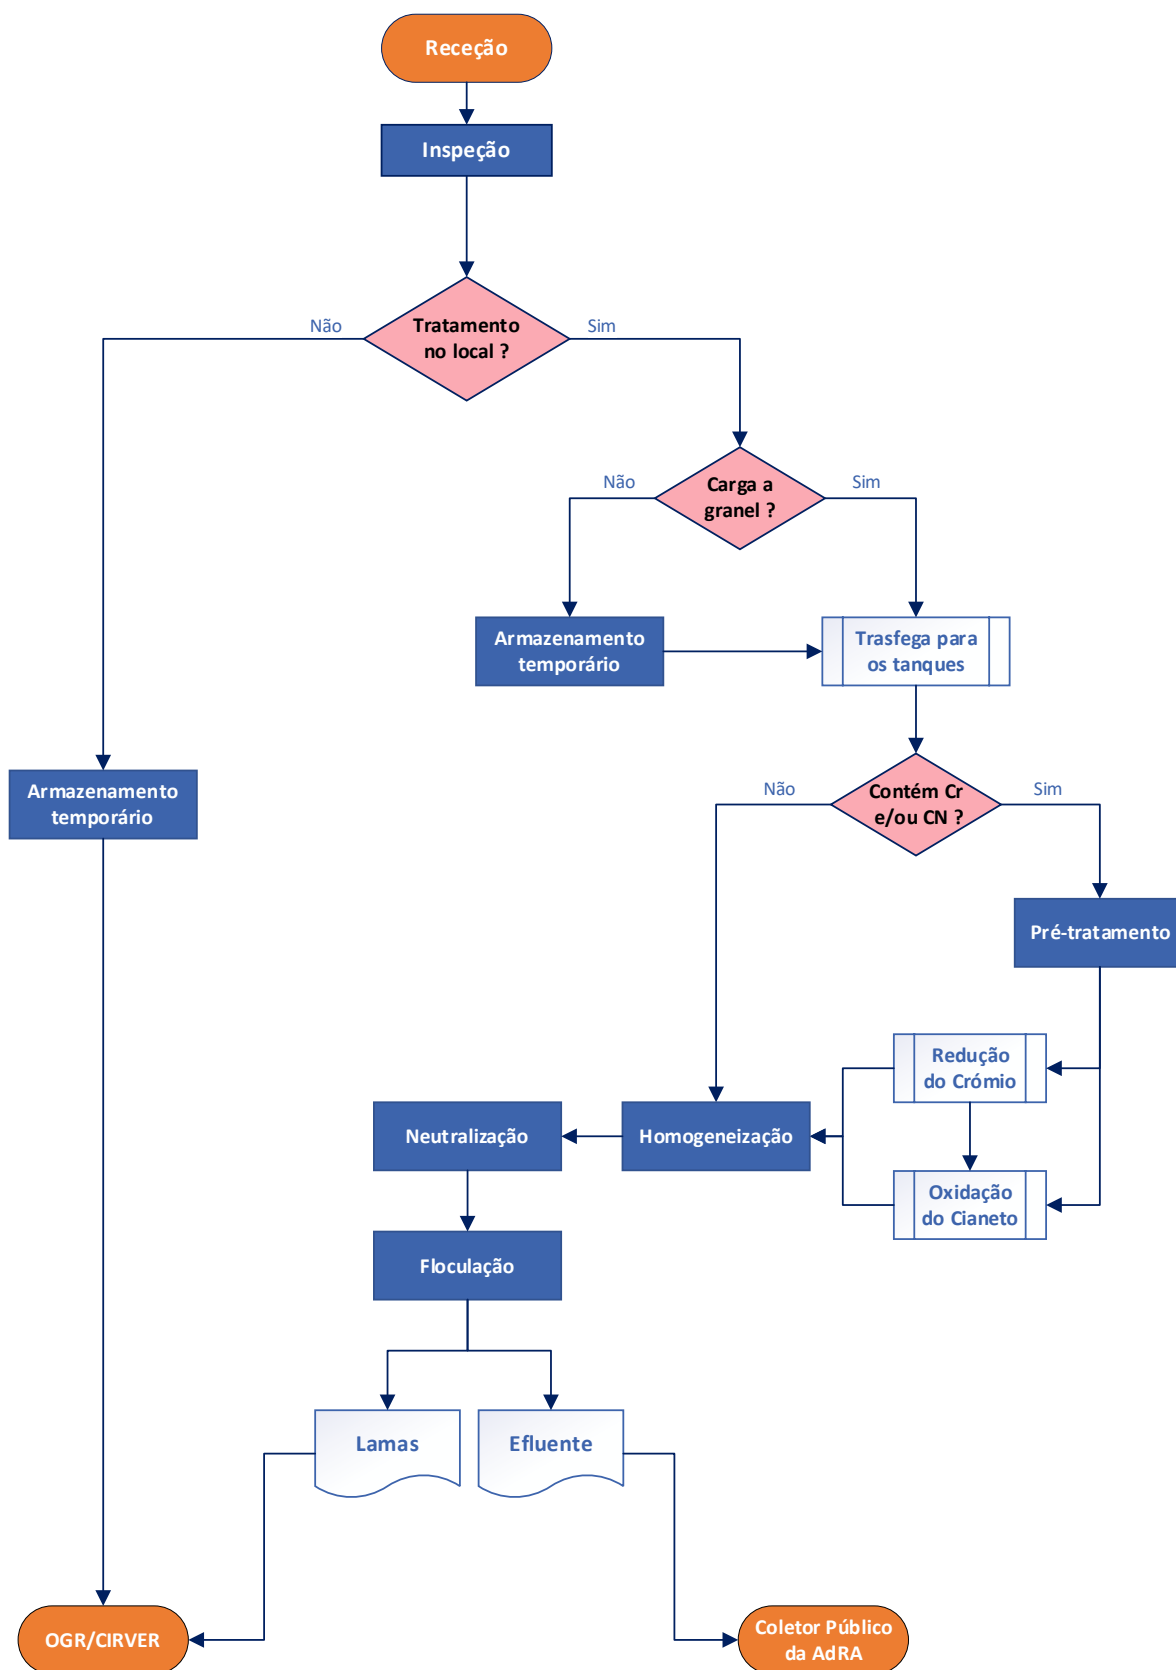 Receção
Inspeção
Não
Tratamento
no local ?
Sim
Não
Carga a
granel ?
Sim
Armazenamento
temporário
Trasfega para
os tanques
Armazenamento
temporário
Não
Contém Cr
e/ou CN ?
Sim
Pré-tratamento
Redução
do Crómio
Neutralização
Homogeneização
Oxidação
do Cianeto
Floculação
Lamas
Efluente
OGR/CIRVER
Coletor Público
da AdRA